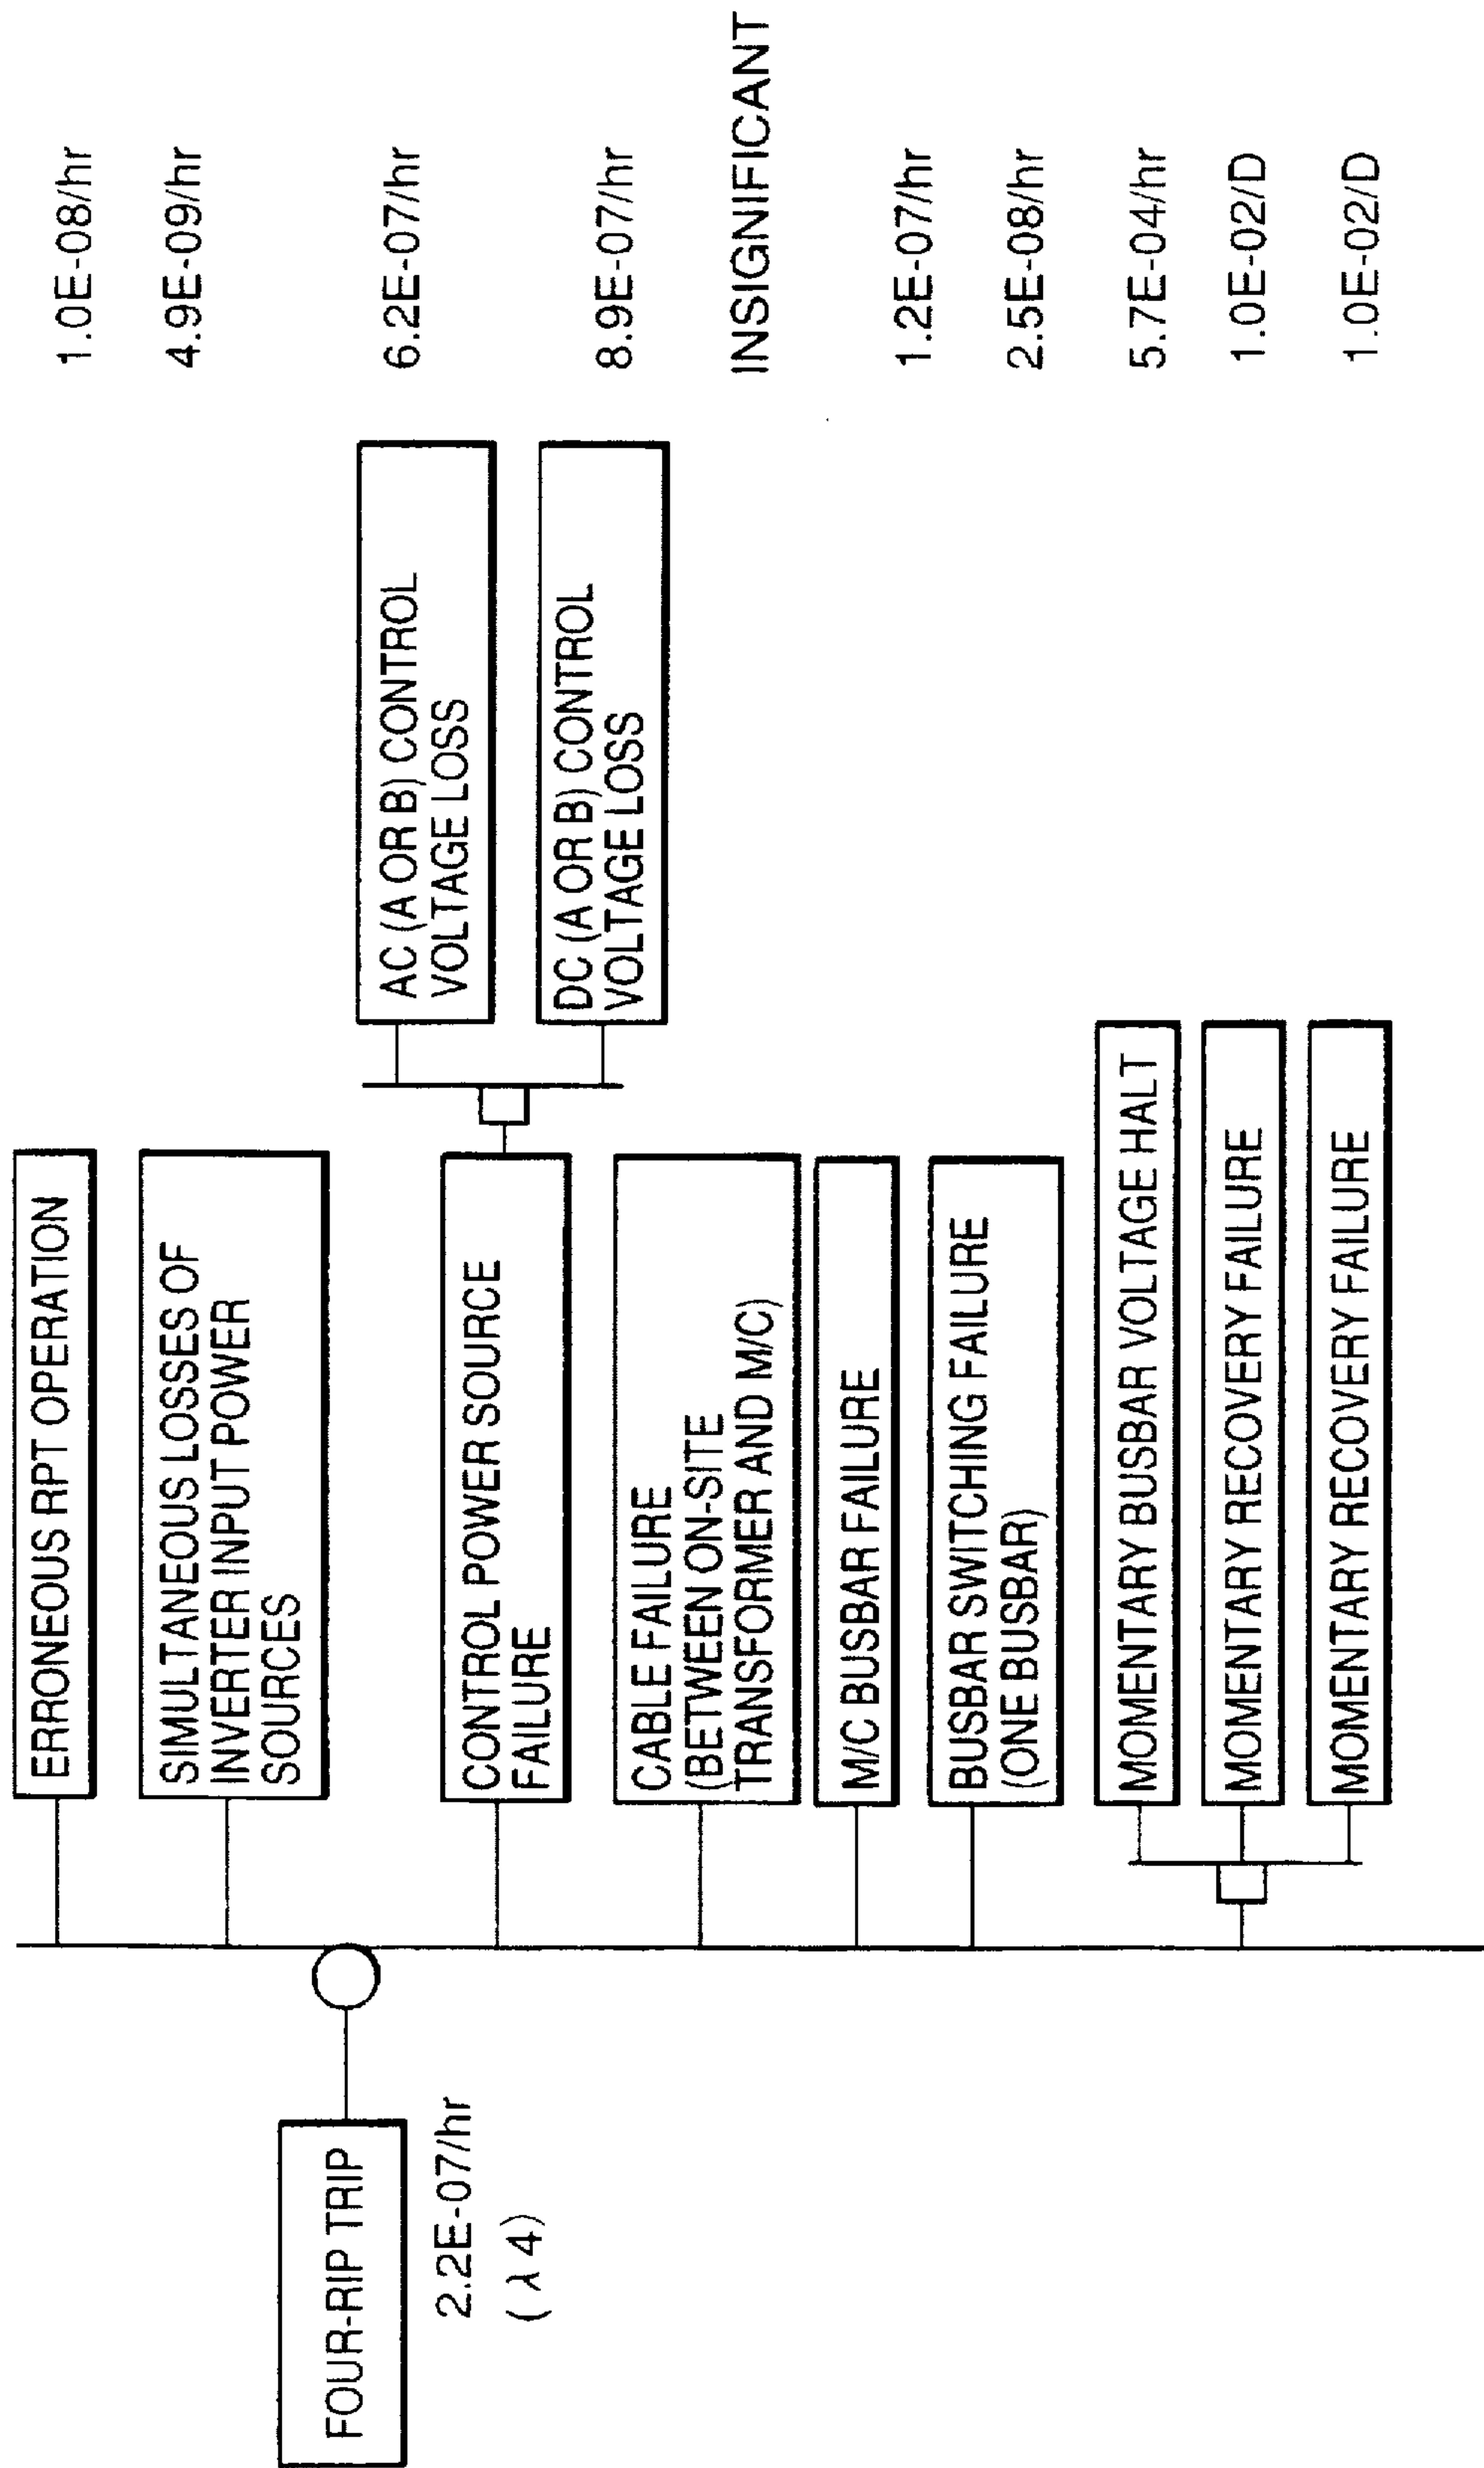 FOUR-RIP TRIP
2.2E-07/hr
( λ 4)
ERRONEOUS RPT OPERATION
1.0E-08/hr
SIMULTANEOUS LOSSES OF
INVERTER INPUT POWER
SOURCES
4.9E-09/hr
CONTROL POWER SOURCE
FAILURE
AC (A OR B) CONTROL
VOLTAGE LOSS
6.2E-07/hr
DC (A OR B) CONTROL
VOLTAGE LOSS
8.9E-07/hr
CABLE FAILURE
(BETWEEN ON-SITE
TRANSFORMER AND M/C)
INSIGNIFICANT
M/C BUSBAR FAILURE
1.2E-07/hr
BUSBAR SWITCHING FAILURE
(ONE BUSBAR)
2.5E-08/hr
MOMENTARY BUSBAR VOLTAGE HALT
5.7E-04/hr
MOMENTARY RECOVERY FAILURE
1.0E-02/D
MOMENTARY RECOVERY FAILURE
1.0E-02/D